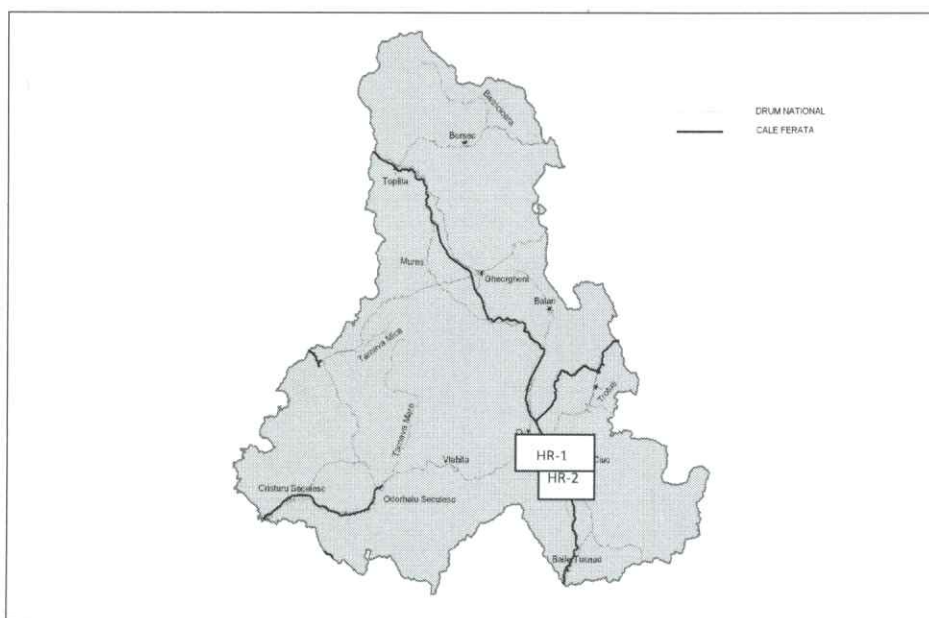 DRUM NATIONAL
CALE FERATA
Borsec
Toplita
Mures
Gheorgheni
Balan
Tarnava Mica
Trotus
Tarnava Mare
Vlahita
HR-1
Ciuc
HR-2
Cristuru Secuiesc
Odorheiu Secuiesc
Baile Tusnad